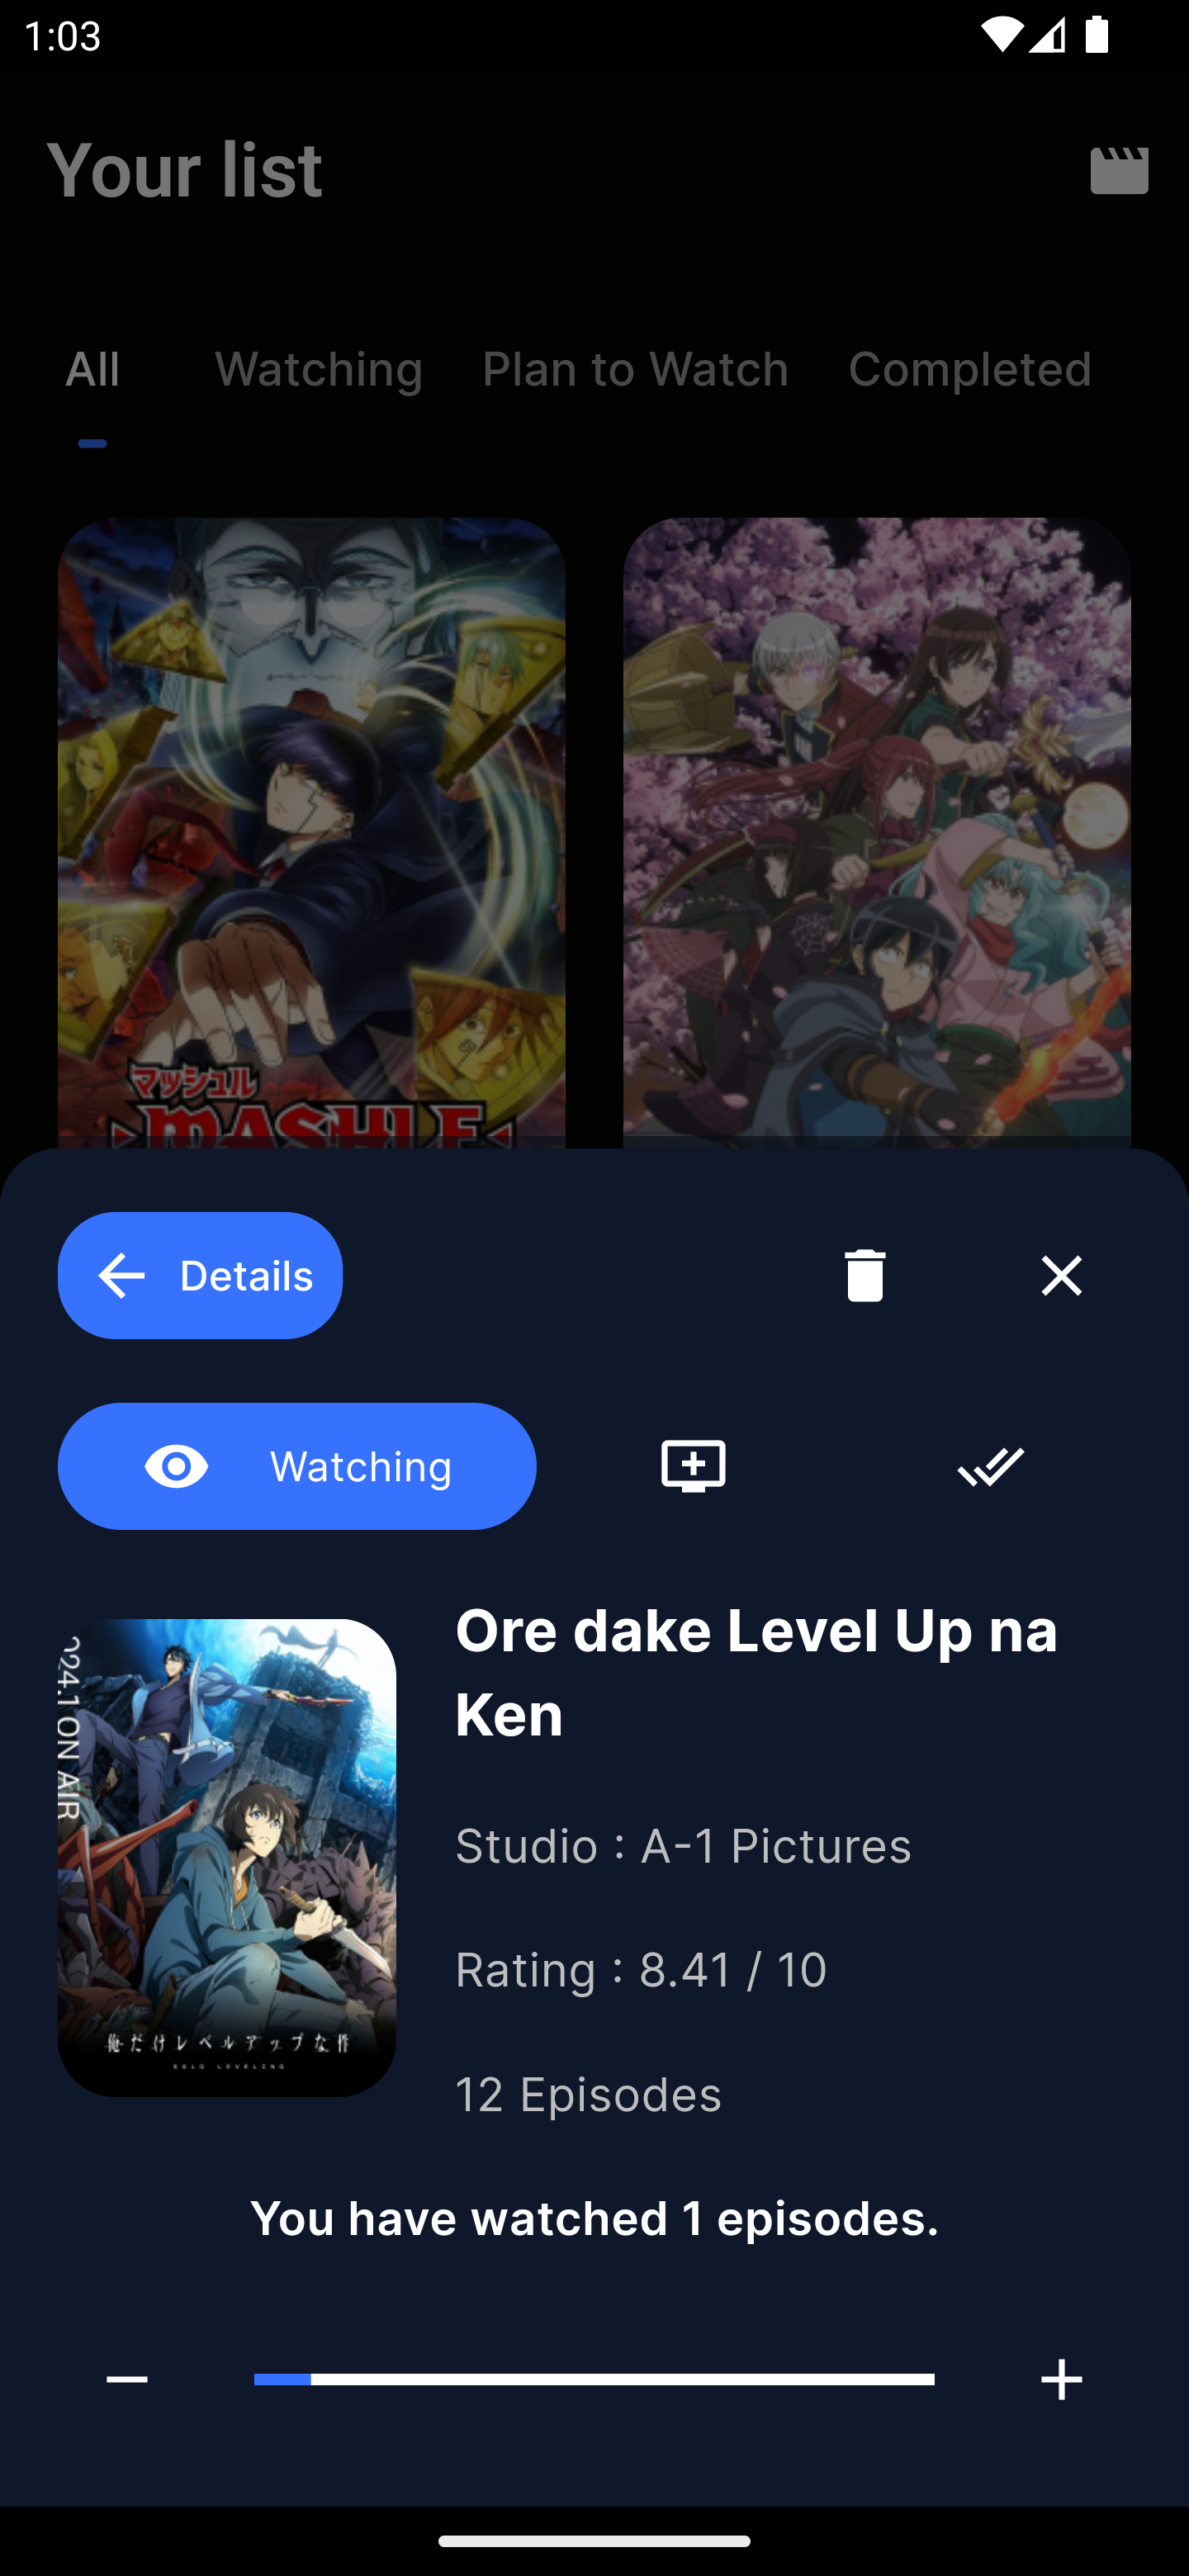 1:03
Your list
All Watching Plan to Watch Completed
マッシュル
MASHLE
Details
Watching
Ore dake Level Up na
Ken
024.1 ON AIR
俺だけレベルアップな件
SOLO LEVELING
Studio : A-1 Pictures
Rating : 8.41 / 10
12 Episodes
You have watched 1 episodes.